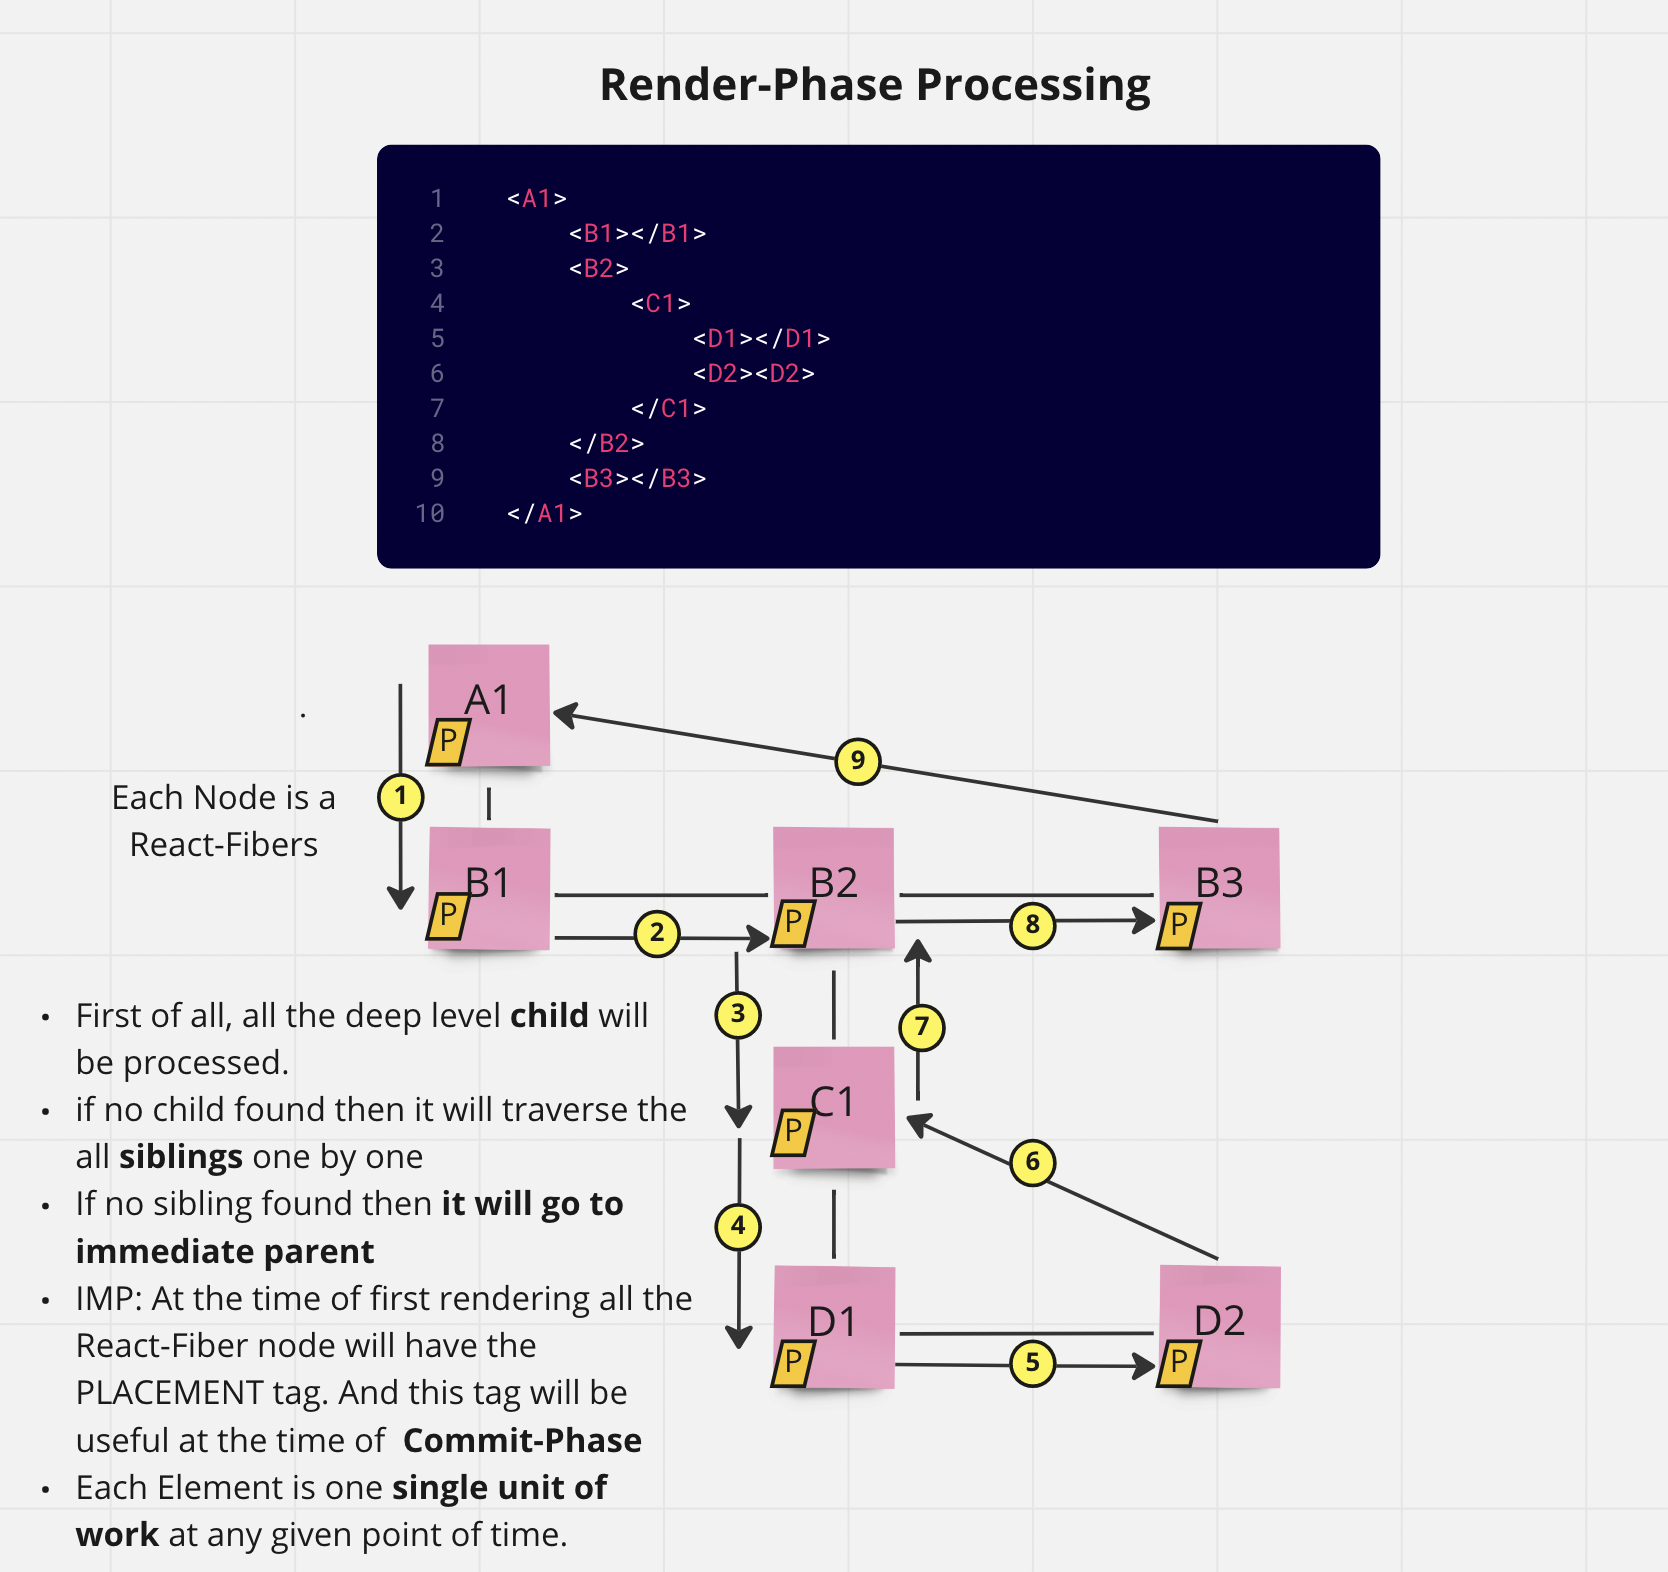 Render-Phase Processing
1 <A1>
2 <B1></B1>
3 <B2>
4 <C1>
5 <D1></D1>
6 <D2><D2>
7 </C1>
8 </B2>
9 <B3></B3>
10 </A1>
A1
P
9
1
Each Node is a
React-Fibers
B1
P
2
B2
P
8
B3
P
3
7
C1
P
6
4
D1
P
5
D2
P
• First of all, all the deep level child will
be processed.
• if no child found then it will traverse the
all siblings one by one
• If no sibling found then it will go to
immediate parent
• IMP: At the time of first rendering all the
React-Fiber node will have the
PLACEMENT tag. And this tag will be
useful at the time of Commit-Phase
• Each Element is one single unit of
work at any given point of time.